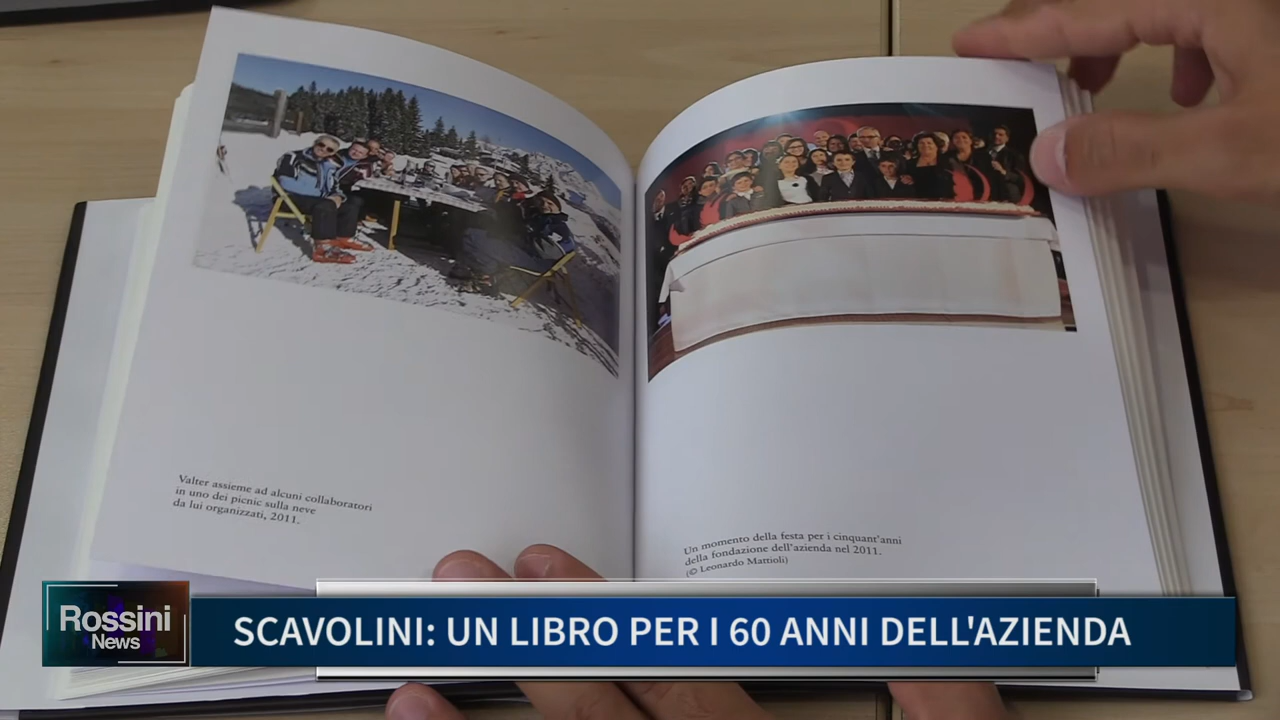 Valter assieme ad alcuni collaboratori
in uno dei picnic sulla neve
da lui organizzati, 2011.
Un momento della festa per i cinquant'anni
della fondazione dell'azienda nel 2011.
(© Leonardo Mattioli)
Rossini
News
SCAVOLINI: UN LIBRO PER I 60 ANNI DELL'AZIENDA